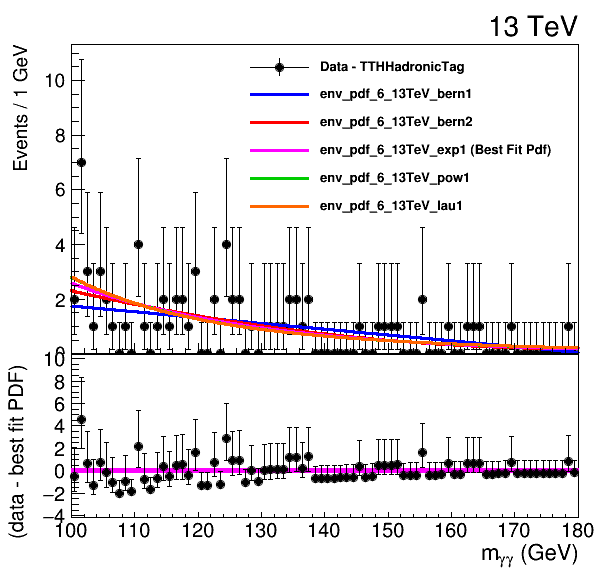 13 TeV
Events / 1 GeV
10
8
6
4
2
0
Data - TTHHadronicTag
env_pdf_6_13TeV_bern1
env_pdf_6_13TeV_bern2
env_pdf_6_13TeV_exp1 (Best Fit Pdf)
env_pdf_6_13TeV_pow1
env_pdf_6_13TeV_lau1
(data - best fit PDF)
10
8
6
4
2
0
−2
−4
100 110 120 130 140 150 160 170 180
mγγ (GeV)